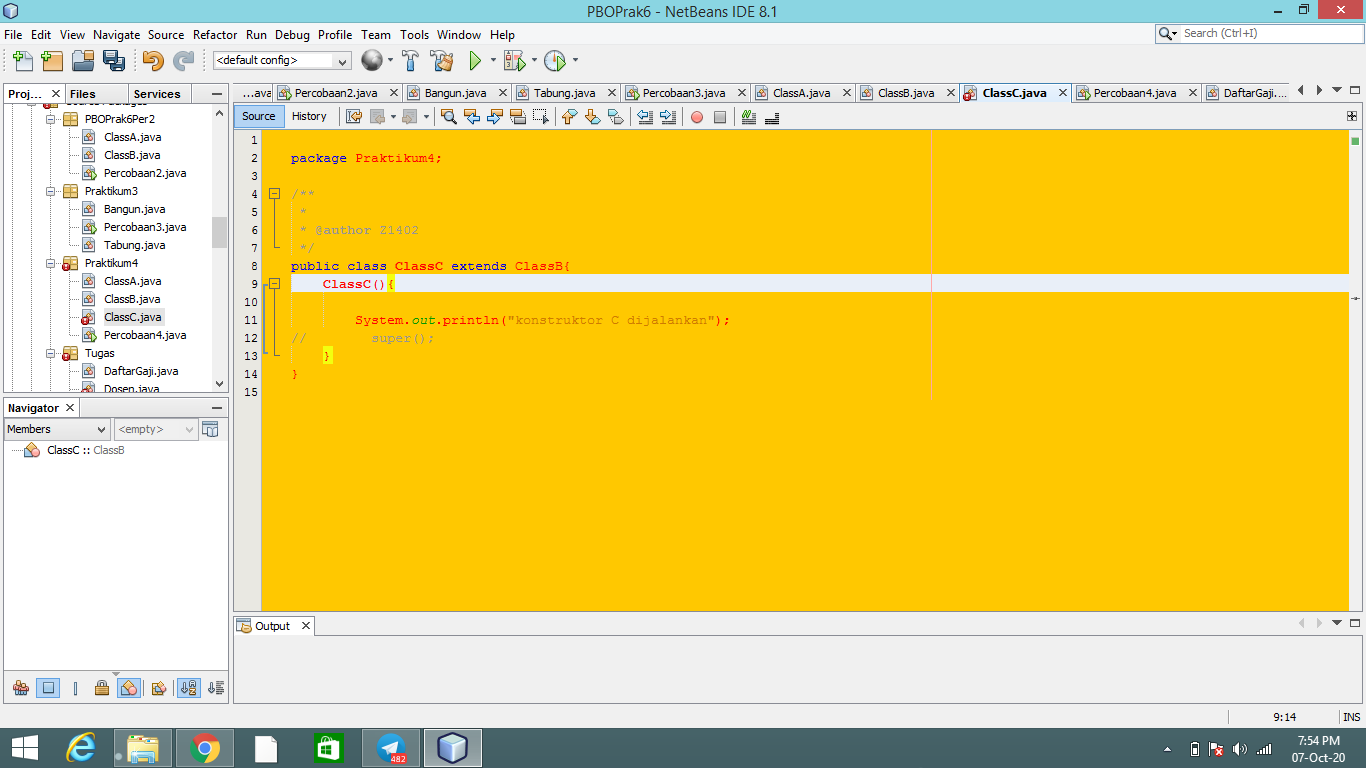 PBOPrak6 - NetBeans IDE 8.1
File Edit View Navigate Source Refactor Run Debug Profile Team Tools Window Help
Search (Ctrl+I)
<default config>
Proj... Files Services
Source Packages
PBOPrak6Per2
ClassA.java
ClassB.java
Percobaan2.java
Praktikum3
Bangun.java
Percobaan3.java
Tabung.java
Praktikum4
ClassA.java
ClassB.java
ClassC.java
Percobaan4.java
Tugas
DaftarGaji.java
Dosen.java
...ava Percobaan2.java Bangun.java Tabung.java Percobaan3.java ClassA.java ClassB.java ClassC.java Percobaan4.java DaftarGaji....
Source History
1
2 package Praktikum4;
3
4 /**
5 *
6 * @author Z1402
7 */
8 public class ClassC extends ClassB{
9 ClassC(){
10
11 System.out.println("konstruktor C dijalankan");
12 // super();
13 }
14 }
15
Navigator
Members <empty>
ClassC :: ClassB
Output
9:14 INS
482
7:54 PM
07-Oct-20